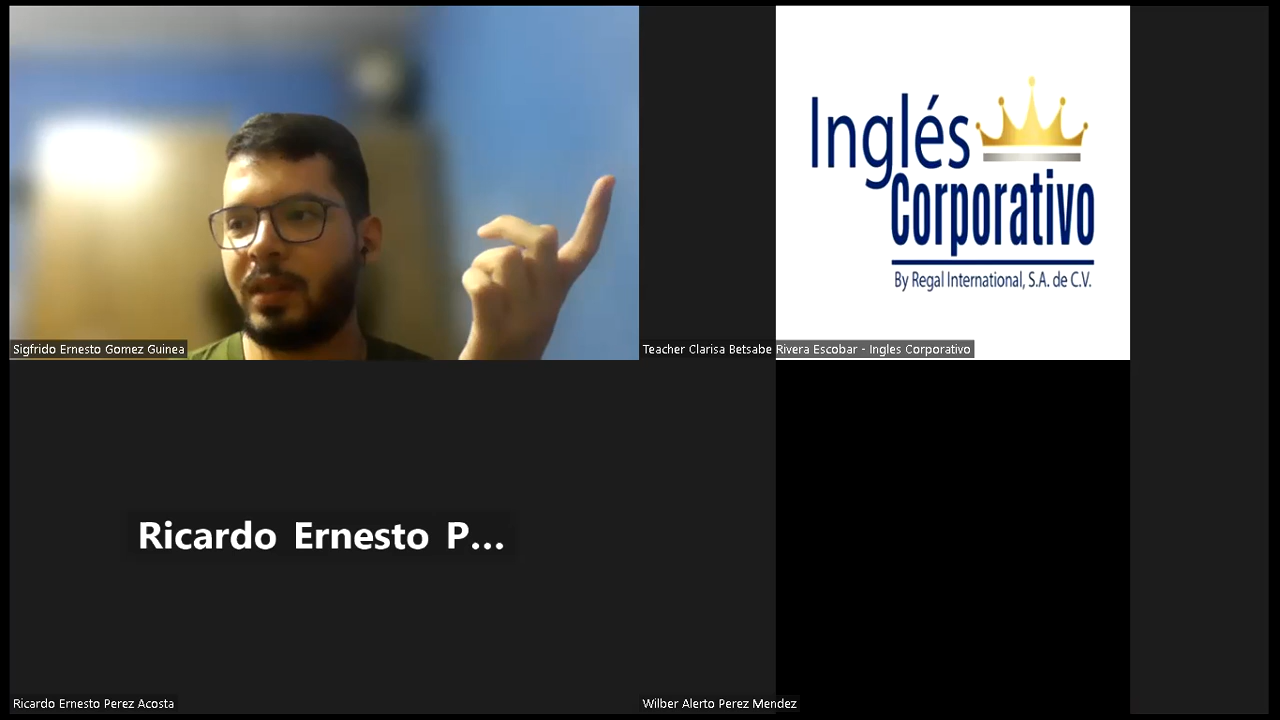 Inglés
Corporativo
By Regal International, S.A. de C.V.
Sigfrido Ernesto Gomez Guinea
Teacher Clarisa Betsabe Rivera Escobar - Ingles Corporativo
Ricardo Ernesto P...
Ricardo Ernesto Perez Acosta
Wilber Alerto Perez Mendez